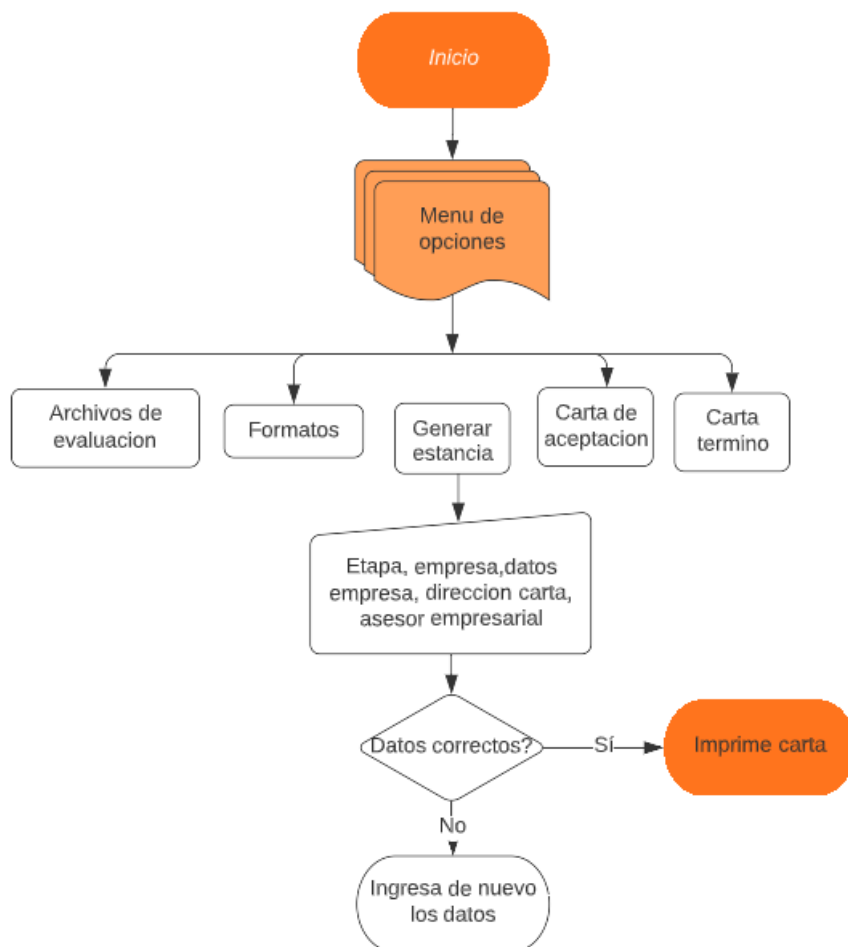 Inicio
Menu de
opciones
Archivos de
evaluacion
Formatos
Generar
estancia
Carta de
aceptacion
Carta
termino
Etapa, empresa,datos
empresa, direccion carta,
asesor empresarial
Datos correctos?
Sí
Imprime carta
No
Ingresa de nuevo
los datos